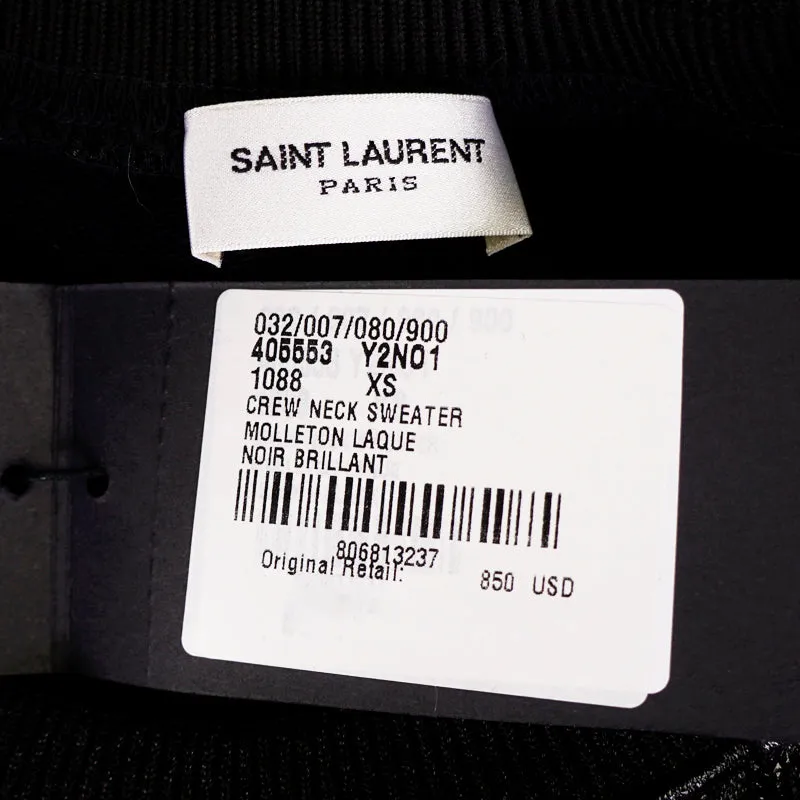 SAINT LAURENT
PARIS
032/007/080/900
405553 Y2NO1
1088 XS
CREW NECK SWEATER
MOLLETON LAQUE
NOIR BRILLANT
806813237
Original Retail: 850 USD